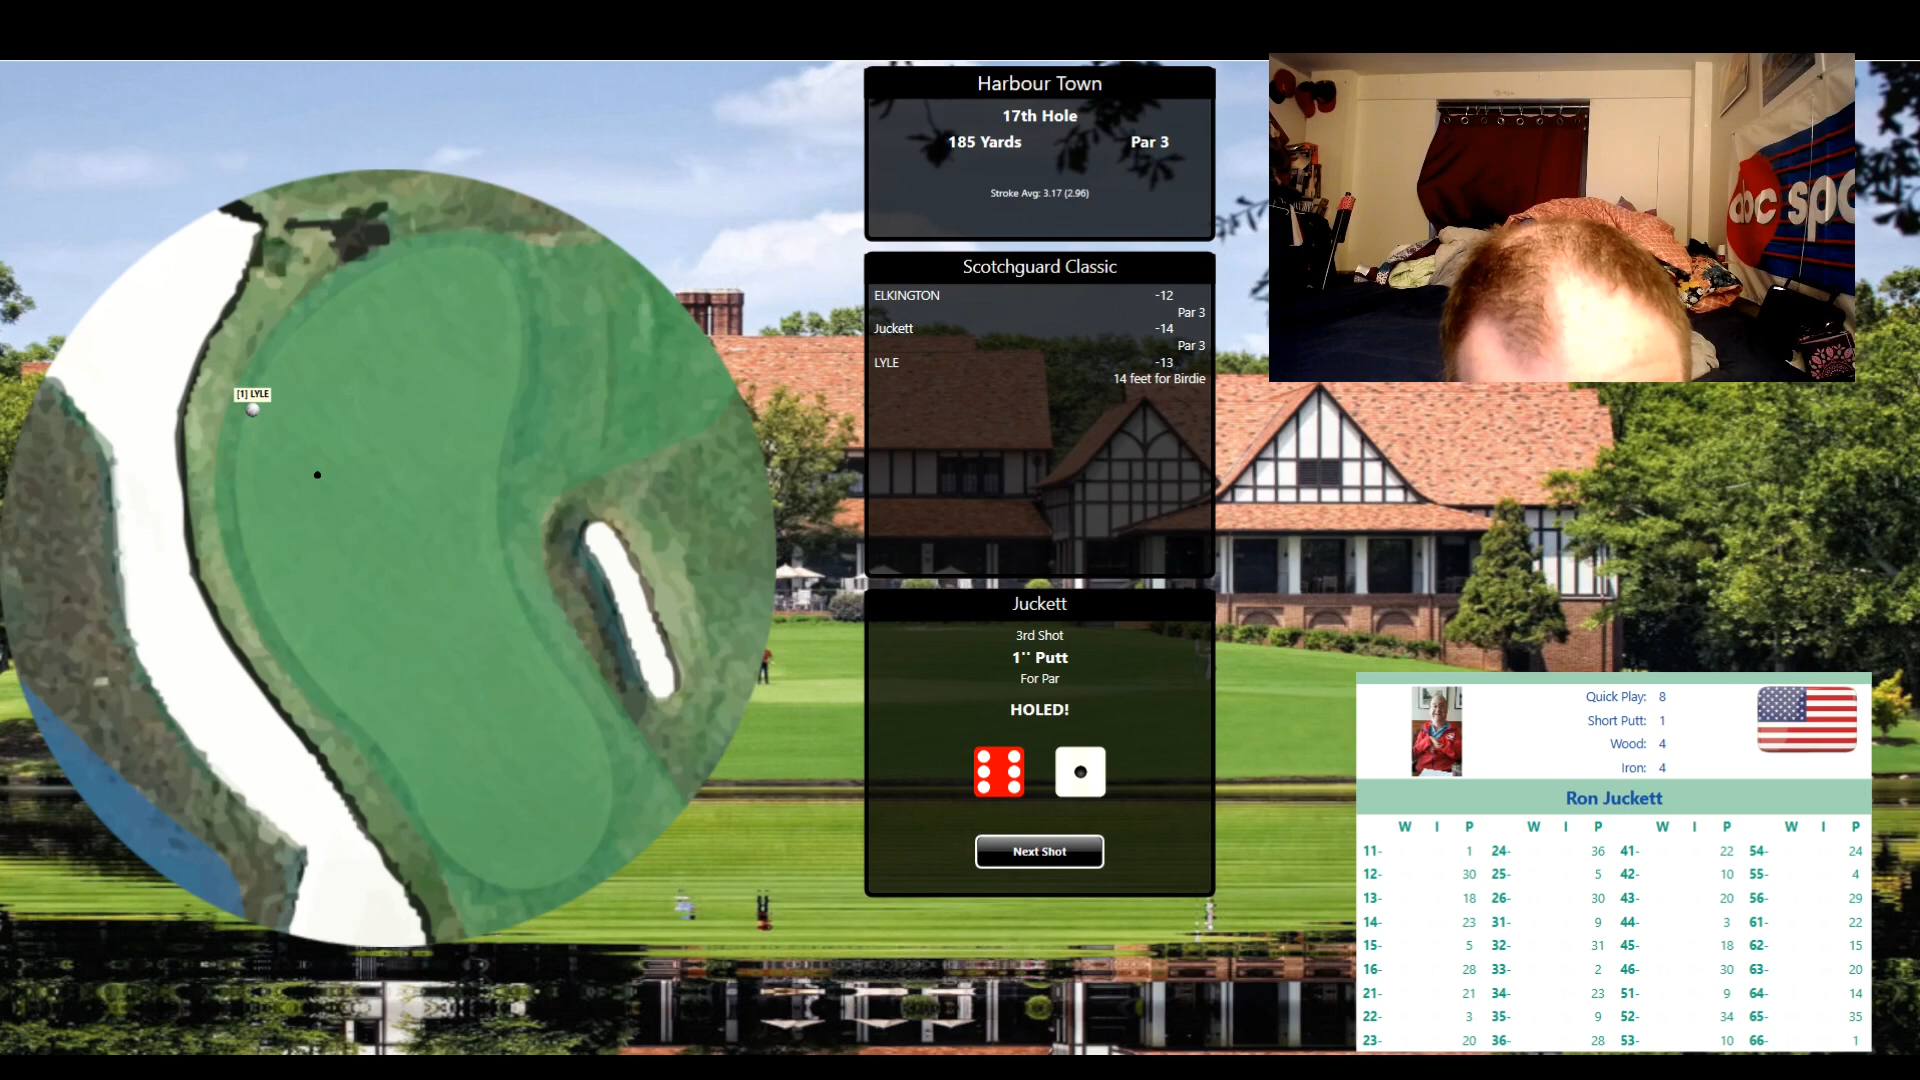 Harbour Town
17th Hole
185 Yards Par 3
Stroke Avg: 3.17 (2.96)
Scotchguard Classic
ELKINGTON -12
Par 3
Juckett -14
Par 3
LYLE -13
14 feet for Birdie
[1] LYLE
Juckett
3rd Shot
1'' Putt
For Par
HOLED!
Next Shot
abc spo
Quick Play: 8
Short Putt: 1
Wood: 4
Iron: 4
Ron Juckett
W I P W I P W I P W I P
11- 1 24- 36 41- 22 54- 24
12- 30 25- 5 42- 10 55- 4
13- 18 26- 30 43- 20 56- 29
14- 23 31- 9 44- 3 61- 22
15- 5 32- 31 45- 18 62- 15
16- 28 33- 2 46- 30 63- 20
21- 21 34- 23 51- 9 64- 14
22- 3 35- 9 52- 34 65- 35
23- 20 36- 28 53- 10 66- 1